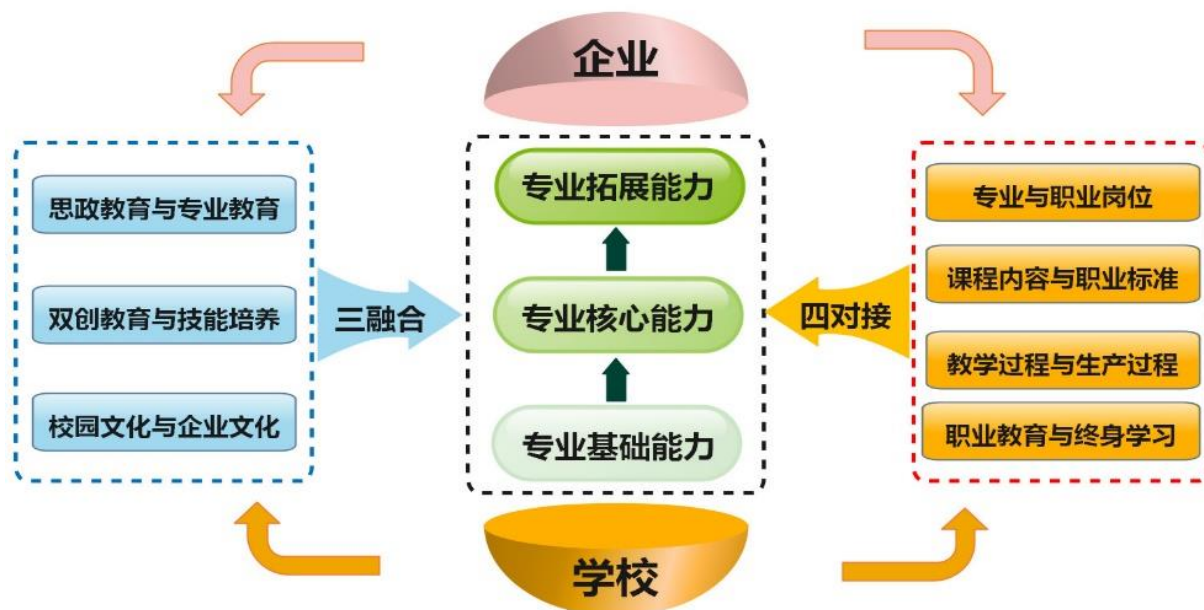 企业
思政教育与专业教育
双创教育与技能培养
校园文化与企业文化
三融合
专业拓展能力
专业核心能力
专业基础能力
四对接
专业与职业岗位
课程内容与职业标准
教学过程与生产过程
职业教育与终身学习
学校